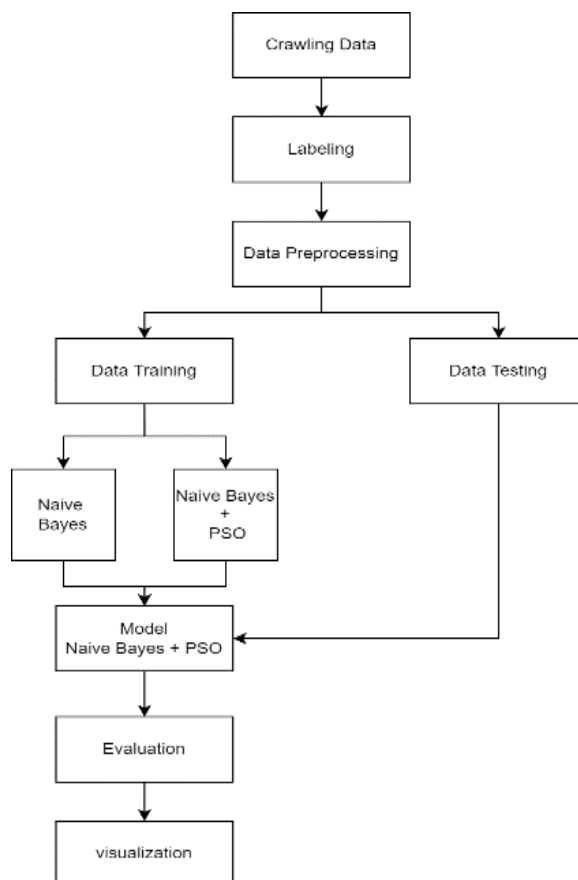 Crawling Data
Labeling
Data Preprocessing
Data Training
Data Testing
Naive
Bayes
Naive Bayes
+
PSO
Model
Naive Bayes + PSO
Evaluation
visualization